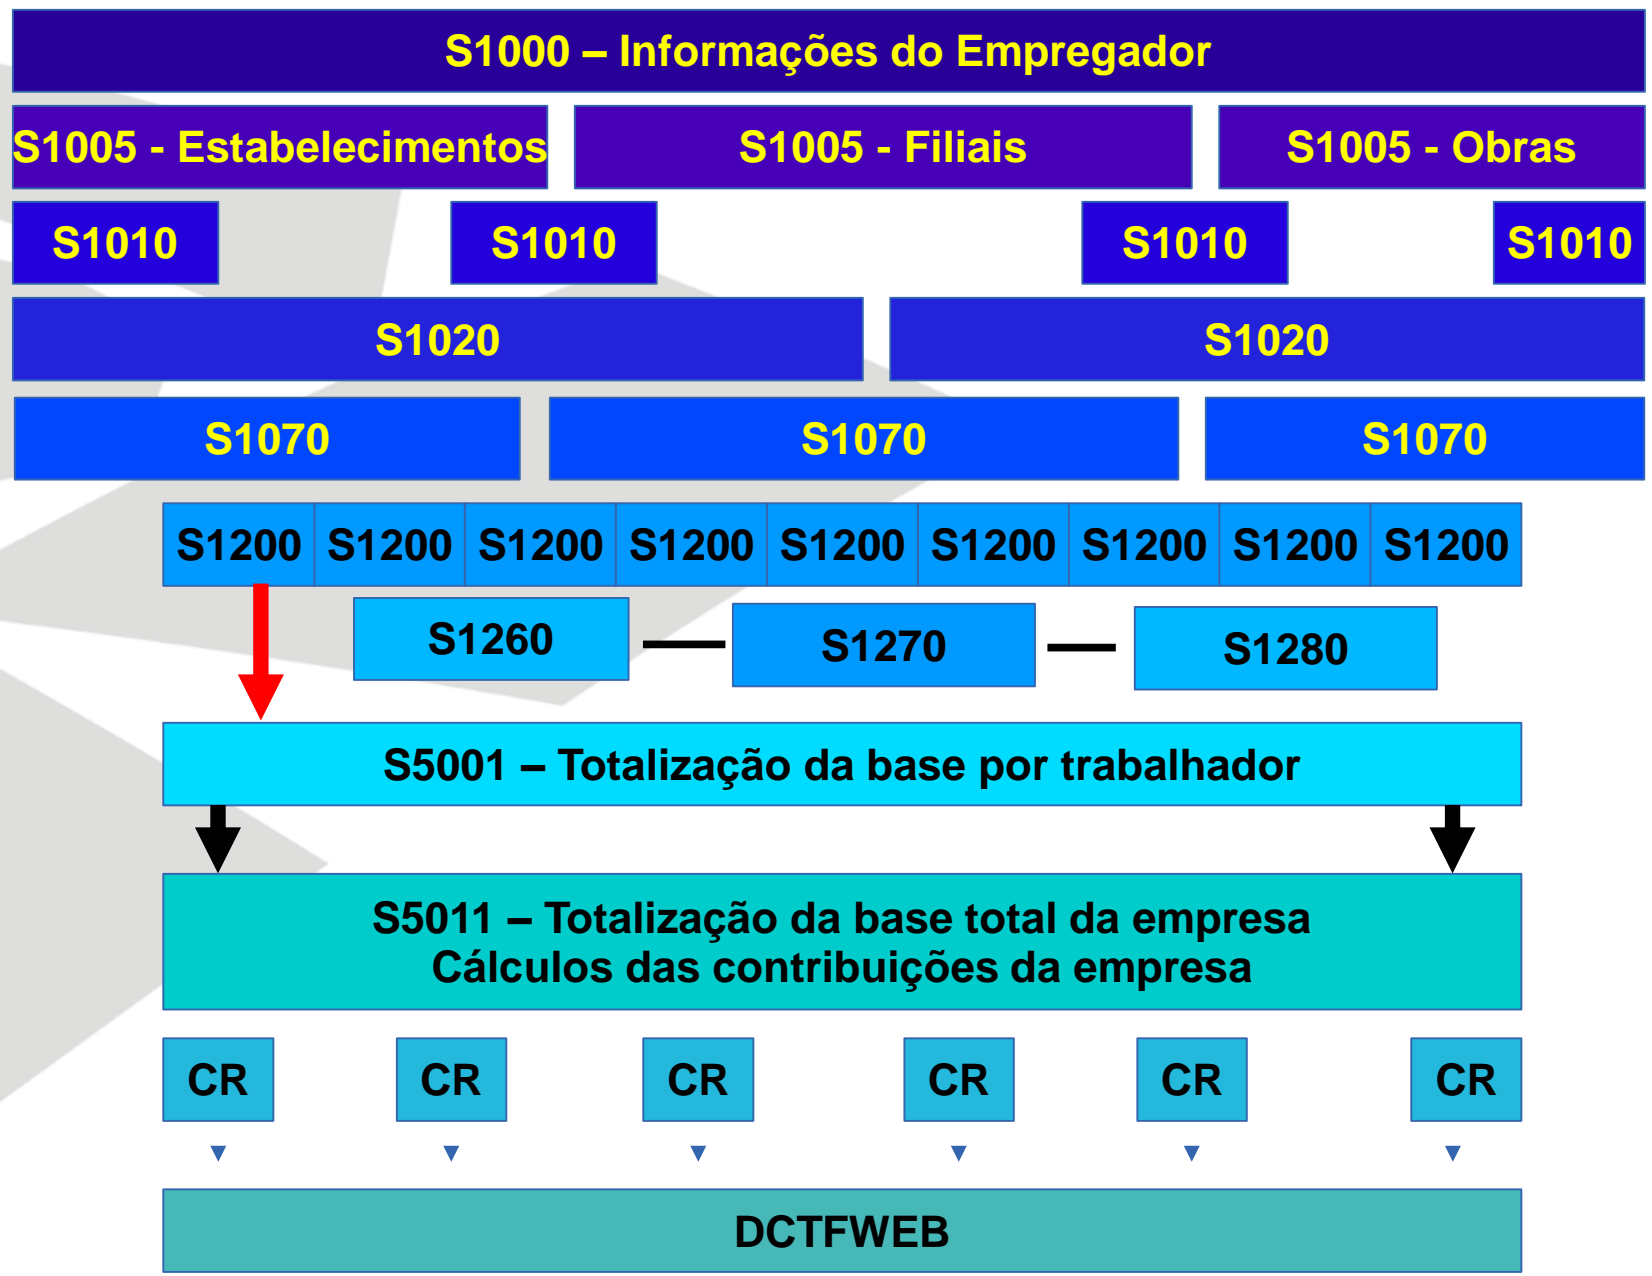 S1000 – Informações do Empregador
S1005 - Estabelecimentos
S1005 - Filiais
S1005 - Obras
S1010
S1010
S1010
S1010
S1020
S1020
S1070
S1070
S1070
S1200
S1200
S1200
S1200
S1200
S1200
S1200
S1200
S1200
S1260
S1270
S1280
S5001 – Totalização da base por trabalhador
S5011 – Totalização da base total da empresa
Cálculos das contribuições da empresa
CR
CR
CR
CR
CR
CR
DCTFWEB